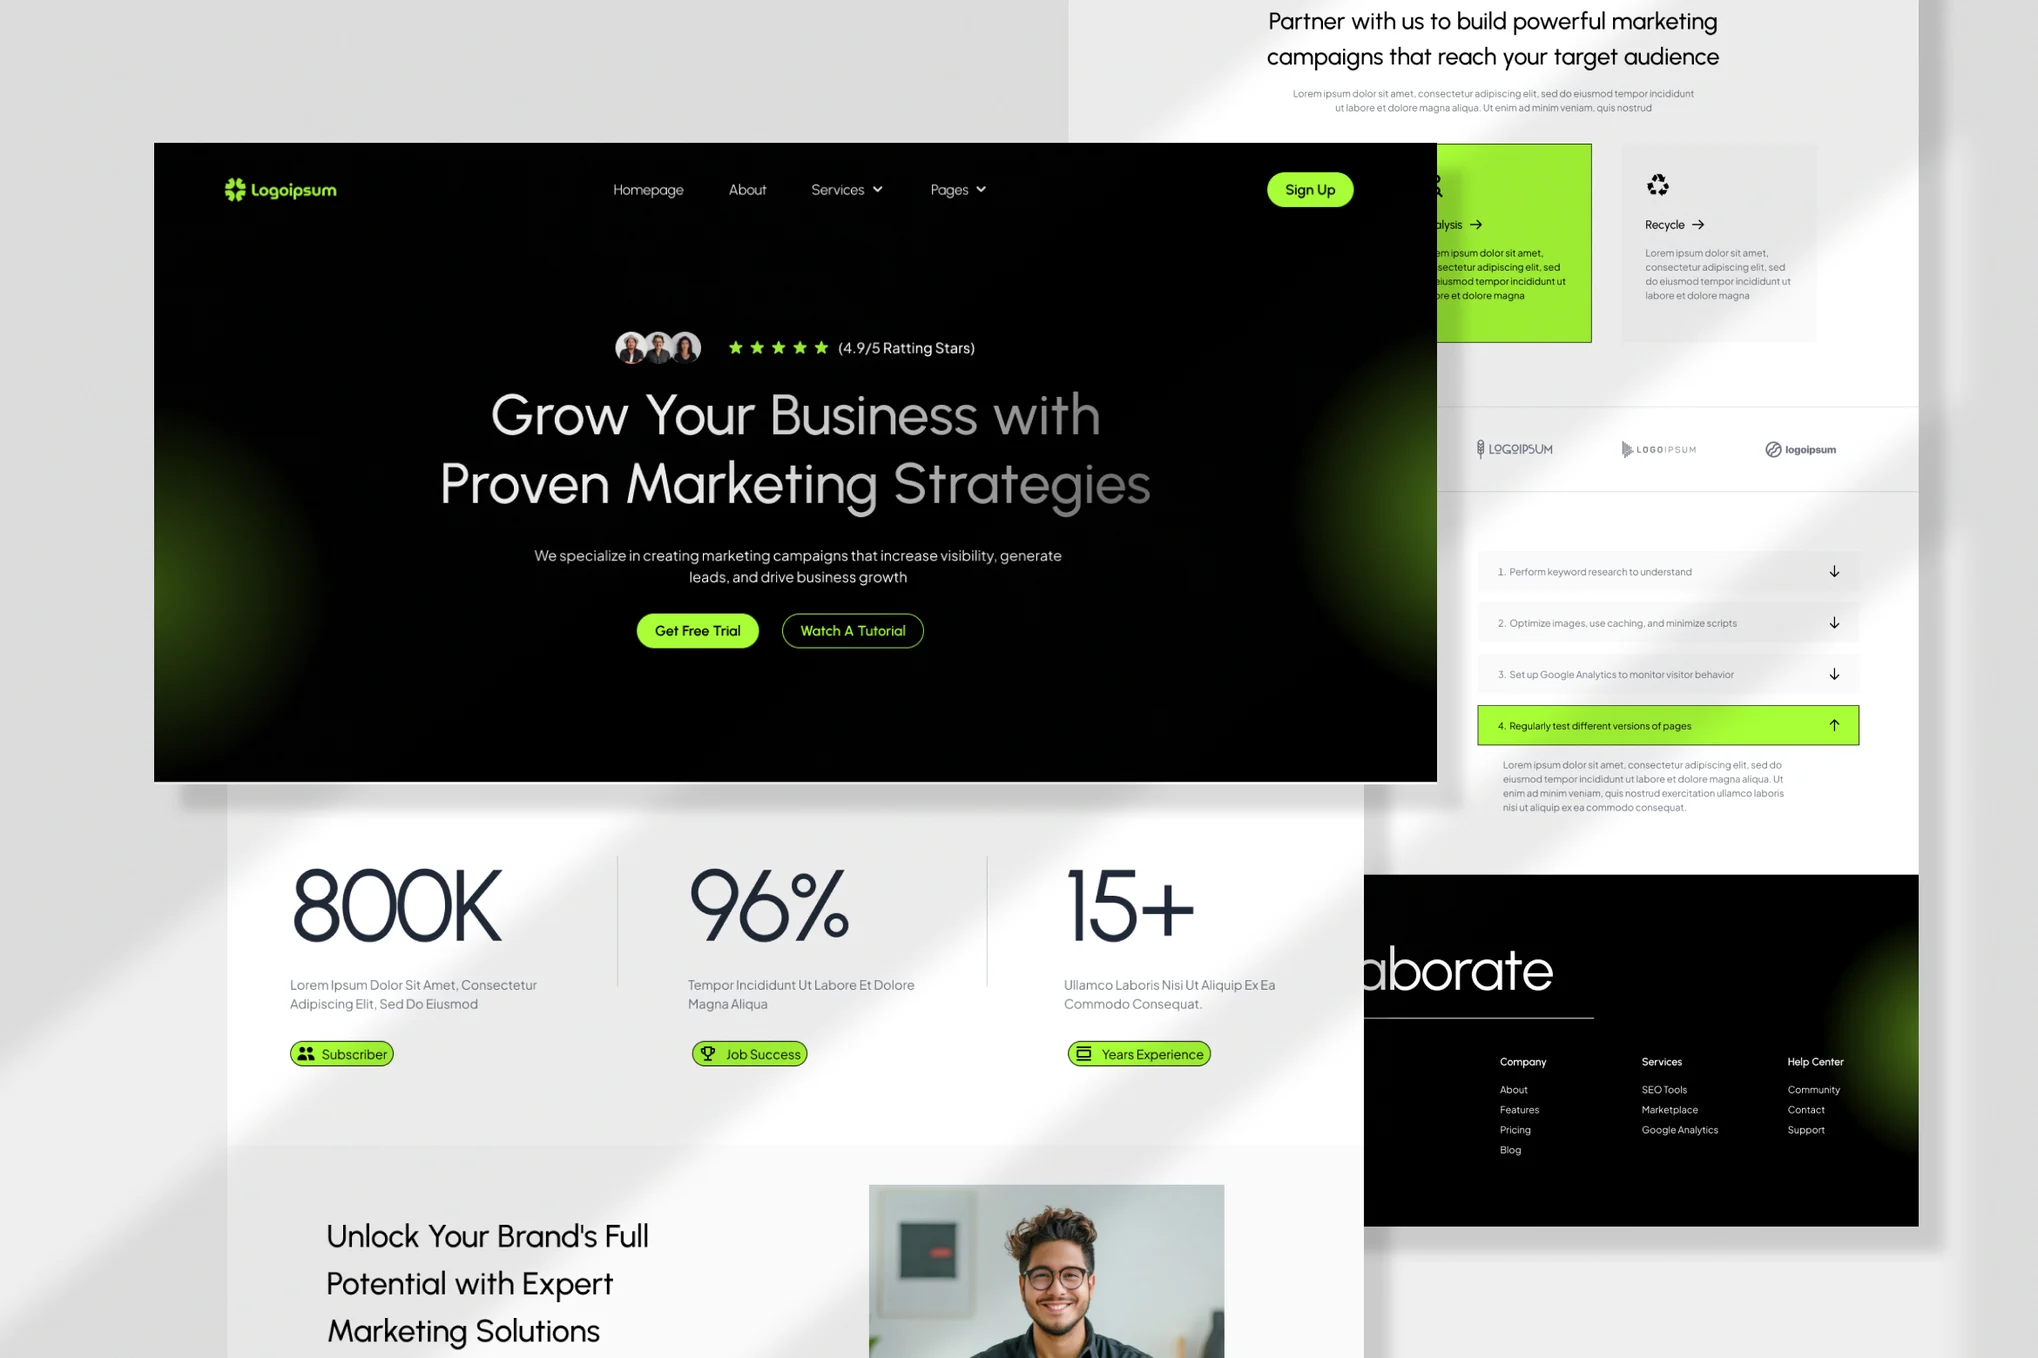 Partner with us to build powerful marketing
campaigns that reach your target audience
Lorem ipsum dolor sit amet, consectetur adipiscing elit, sed do eiusmod tempor incididunt
ut labore et dolore magna aliqua. Ut enim ad minim veniam, quis nostrud
Logoipsum
Homepage
About
Services
Pages
Sign Up
(4.9/5 Ratting Stars)
Grow Your Business with
Proven Marketing Strategies
We specialize in creating marketing campaigns that increase visibility, generate
leads, and drive business growth
Get Free Trial
Watch A Tutorial
alysis
em ipsum dolor sit amet,
sectetur adipiscing elit, sed
eiusmod tempor incididunt ut
ore et dolore magna
Recycle
Lorem ipsum dolor sit amet,
consectetur adipiscing elit, sed
do eiusmod tempor incididunt ut
labore et dolore magna
LOGOIPSUM
LOGOIPSUM
logoipsum
1. Perform keyword research to understand
2. Optimize images, use caching, and minimize scripts
3. Set up Google Analytics to monitor visitor behavior
4. Regularly test different versions of pages
Lorem ipsum dolor sit amet, consectetur adipiscing elit, sed do
eiusmod tempor incididunt ut labore et dolore magna aliqua. Ut
enim ad minim veniam, quis nostrud exercitation ullamco laboris
nisi ut aliquip ex ea commodo consequat.
800K
Lorem Ipsum Dolor Sit Amet, Consectetur
Adipiscing Elit, Sed Do Eiusmod
Subscriber
96%
Tempor Incididunt Ut Labore Et Dolore
Magna Aliqua
Job Success
15+
Ullamco Laboris Nisi Ut Aliquip Ex Ea
Commodo Consequat.
Years Experience
aborate
Company
About
Features
Pricing
Blog
Services
SEO Tools
Marketplace
Google Analytics
Help Center
Community
Contact
Support
Unlock Your Brand's Full
Potential with Expert
Marketing Solutions